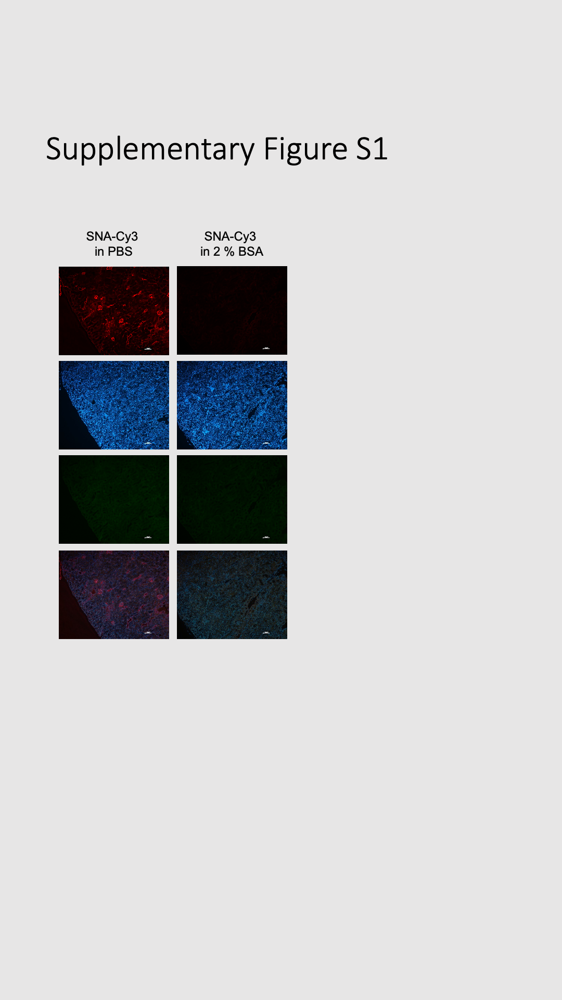 Supplementary Figure S1
SNA-Cy3
in PBS
SNA-Cy3
in 2 % BSA